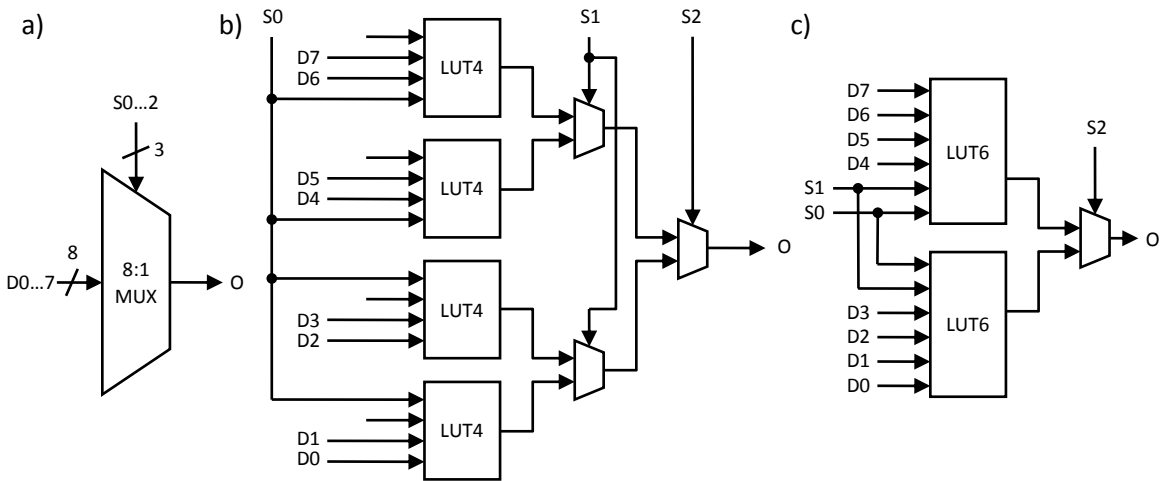 a)
S0...2
3
8
D0...7
8:1
MUX
O
b)
S0
S1
S2
D7
D6
LUT4
D5
D4
LUT4
D3
D2
LUT4
D1
D0
LUT4
O
c)
D7
D6
D5
D4
S1
S0
LUT6
S2
O
D3
D2
D1
D0
LUT6